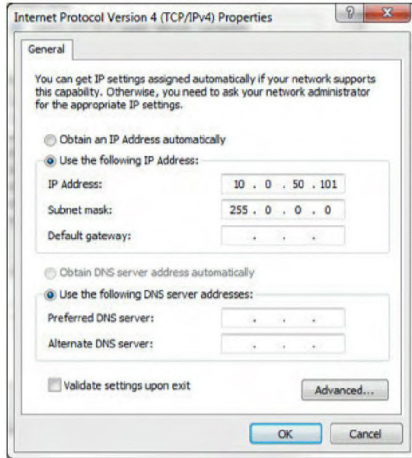 Internet Protocol Version 4 (TCP/IPv4) Properties
General
You can get IP settings assigned automatically if your network supports
this capability. Otherwise, you need to ask your network administrator
for the appropriate IP settings.
Obtain an IP Address automatically
Use the following IP Address:
IP Address: 10 . 0 . 50 . 101
Subnet mask: 255 . 0 . 0 . 0
Default gateway: . . .
Obtain DNS server address automatically
Use the following DNS server addresses:
Preferred DNS server: . . .
Alternate DNS server: . . .
Validate settings upon exit
Advanced...
OK Cancel